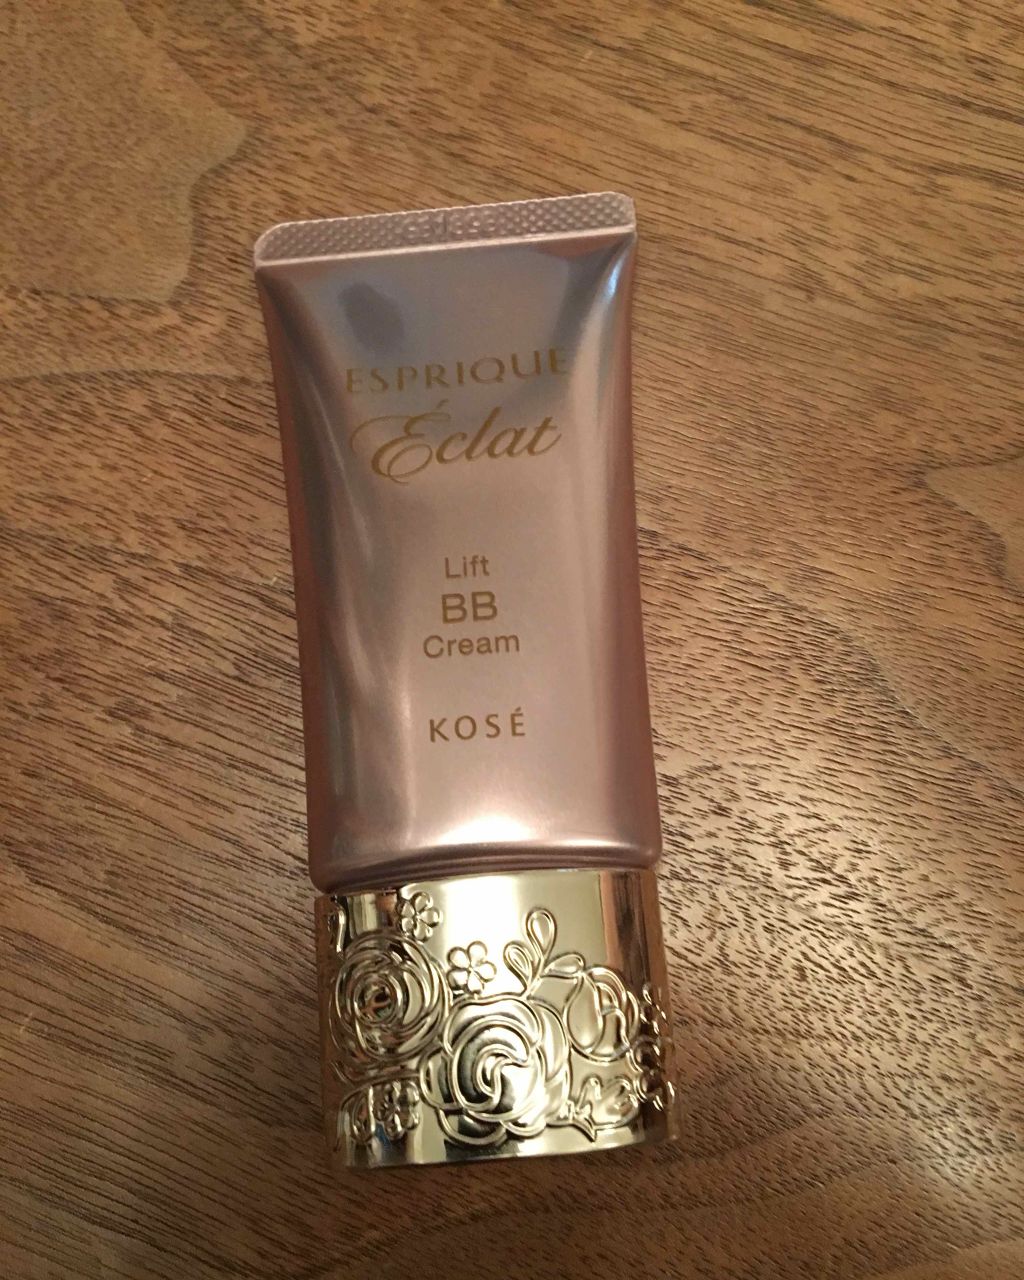 ESPRIQUE
Éclat
Lift
BB
Cream
KOSÉ